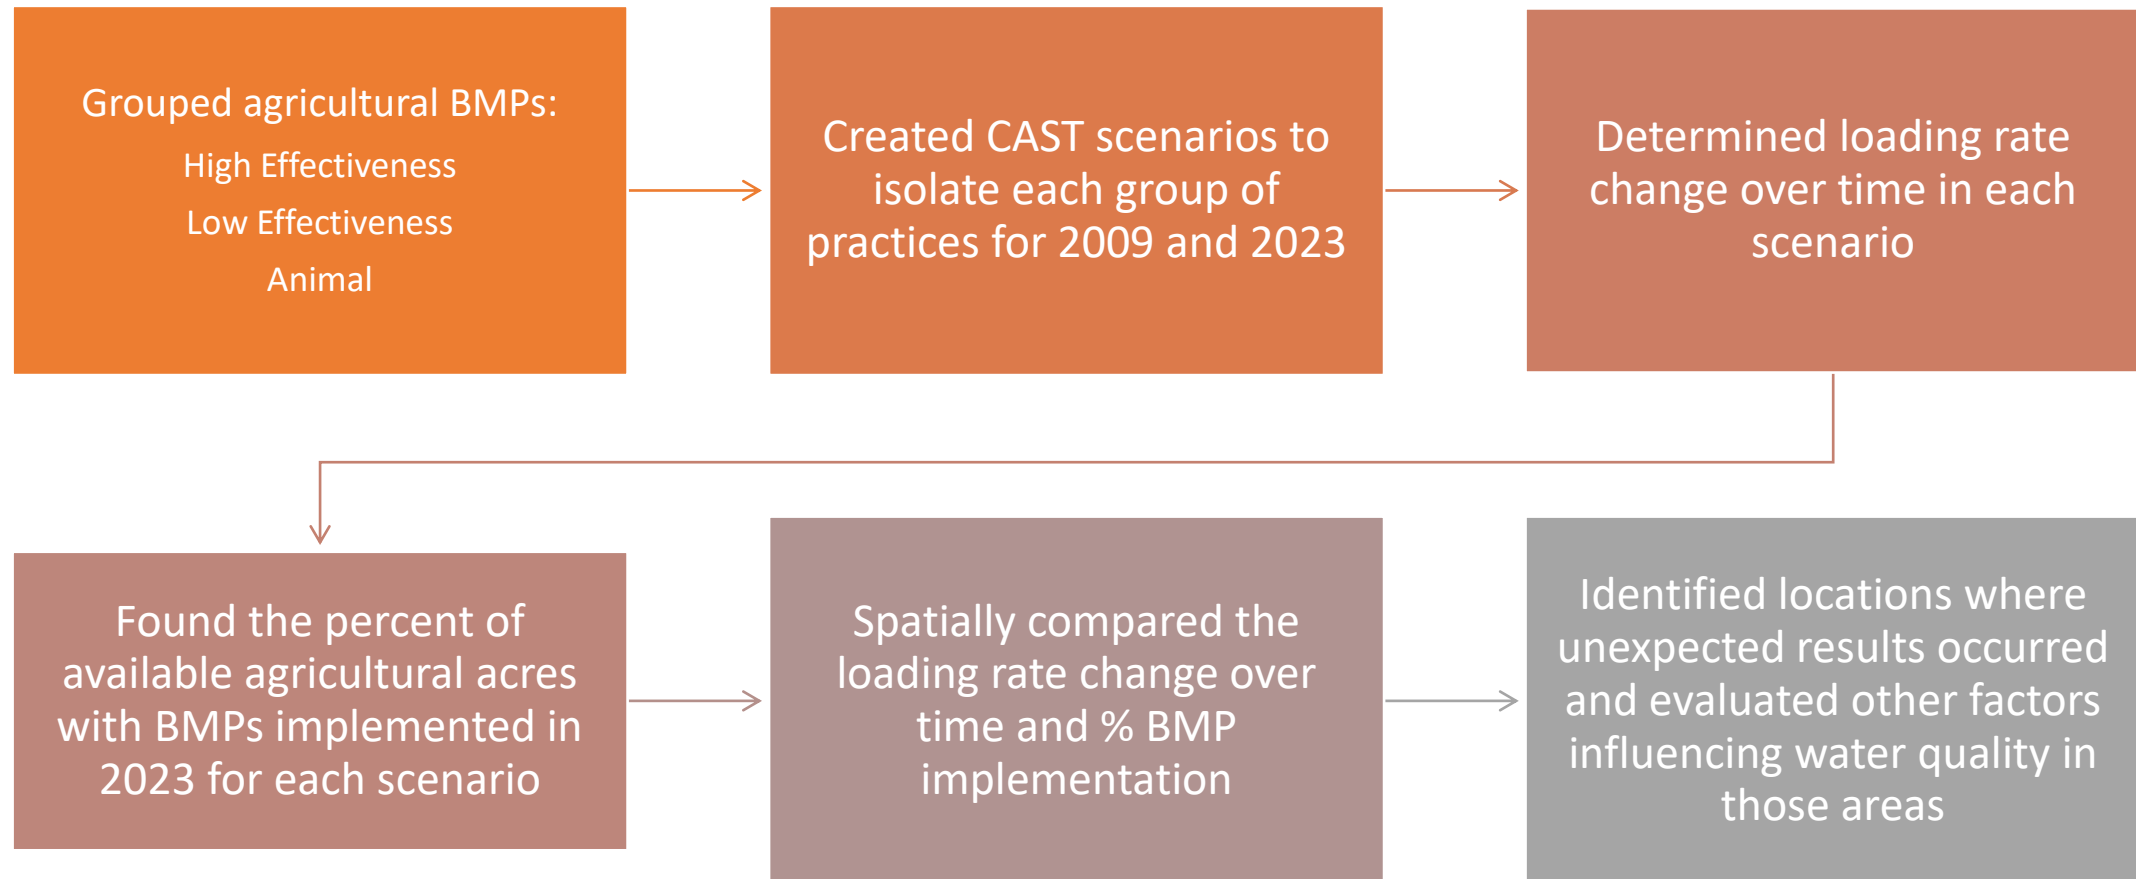 Grouped agricultural BMPs:
High Effectiveness
Low Effectiveness
Animal
Created CAST scenarios to
isolate each group of
practices for 2009 and 2023
Determined loading rate
change over time in each
scenario
Found the percent of
available agricultural acres
with BMPs implemented in
2023 for each scenario
Spatially compared the
loading rate change over
time and % BMP
implementation
Identified locations where
unexpected results occurred
and evaluated other factors
influencing water quality in
those areas